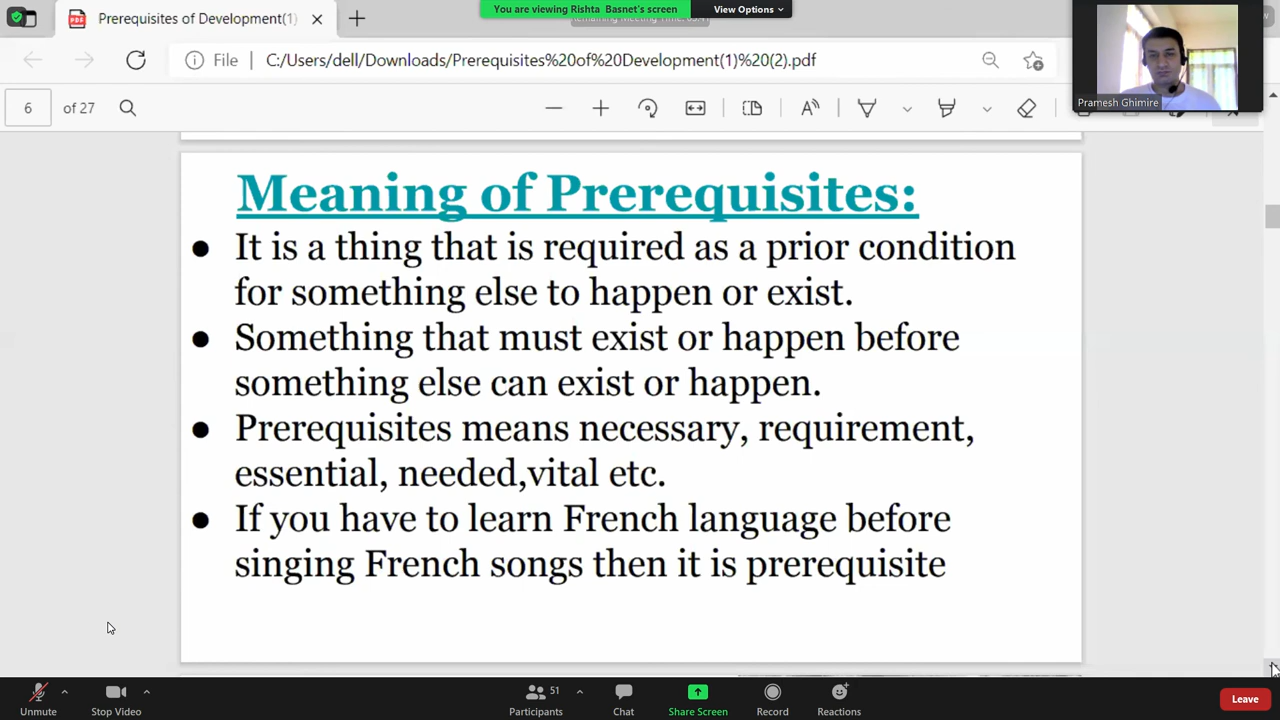 Prerequisites of Development(1)
You are viewing Rishta Basnet's screen
View Options
File
C:/Users/dell/Downloads/Prerequisites%20of%20Development(1)%20(2).pdf
6
of 27
Pramesh Ghimire
Meaning of Prerequisites:
● It is a thing that is required as a prior condition
for something else to happen or exist.
● Something that must exist or happen before
something else can exist or happen.
● Prerequisites means necessary, requirement,
essential, needed,vital etc.
● If you have to learn French language before
singing French songs then it is prerequisite
Unmute
Stop Video
51
Participants
Chat
Share Screen
Record
Reactions
Leave